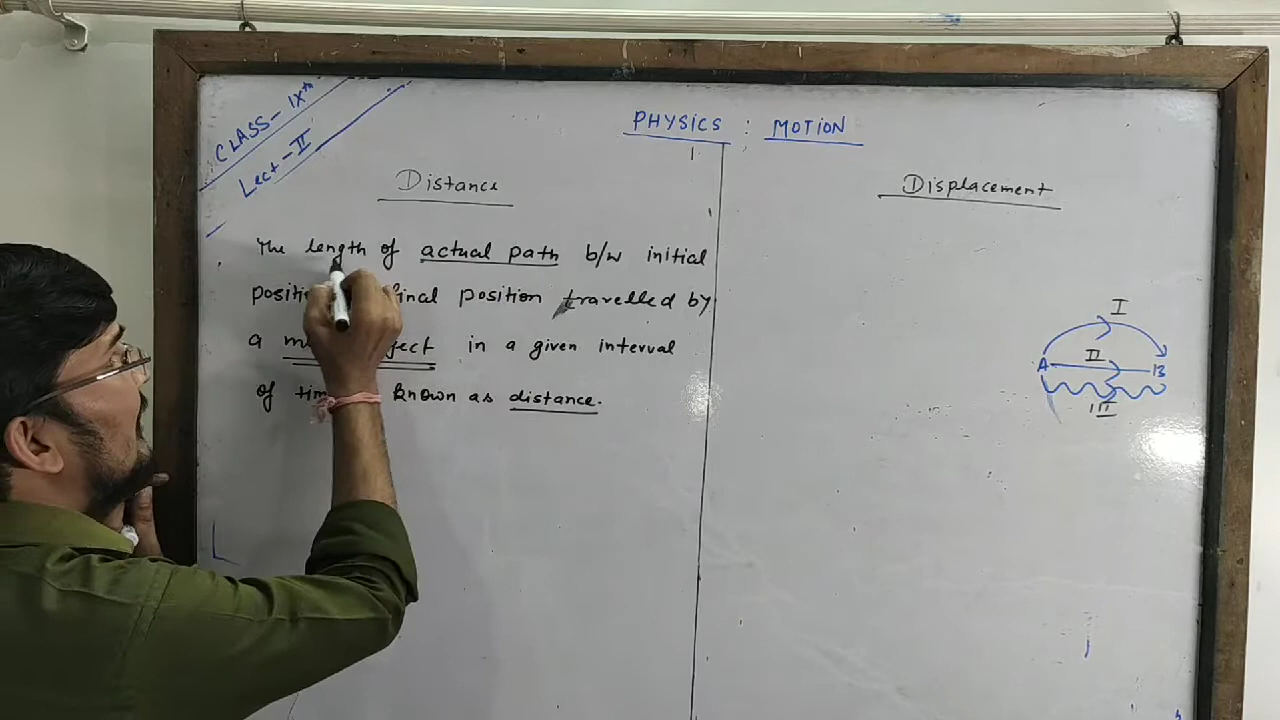 CLASS- IXth
Lect - II
PHYSICS : MOTION
Distance
The length of actual path b/w initial
final position travelled by
a in a given interval
of known as distance.
Displacement
I
A II B
III